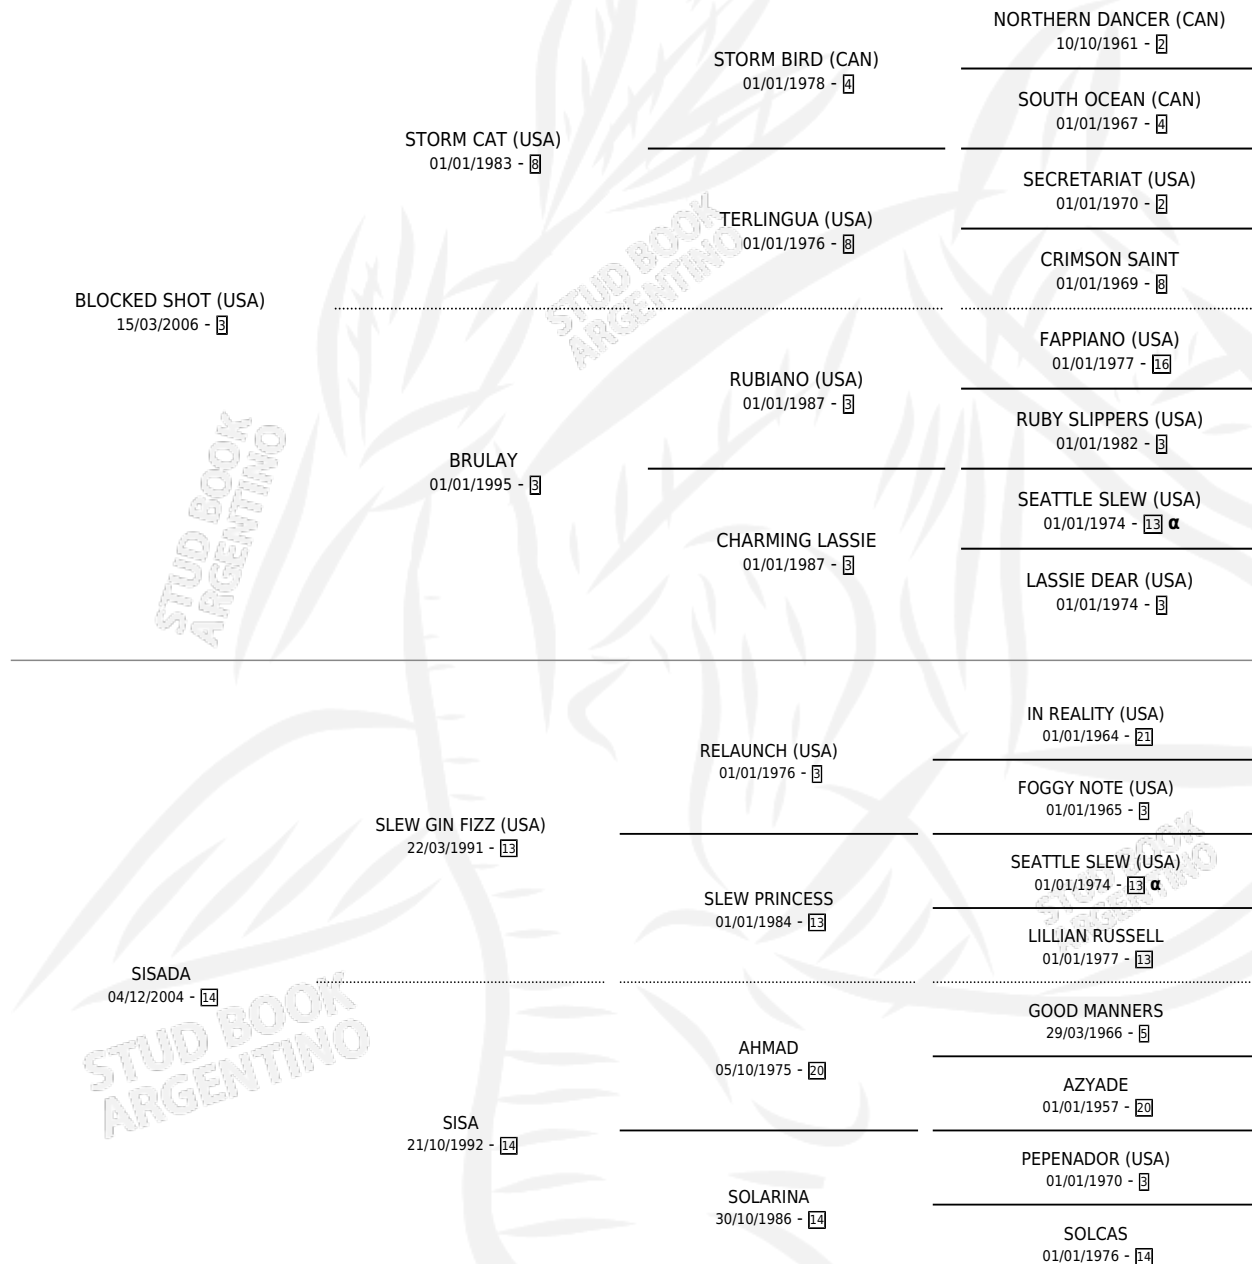 NORTHERN DANCER (CAN)
10/10/1961 - 2
STORM BIRD (CAN)
01/01/1978 - 4
SOUTH OCEAN (CAN)
01/01/1967 - 4
STORM CAT (USA)
01/01/1983 - 8
SECRETARIAT (USA)
01/01/1970 - 2
TERLINGUA (USA)
01/01/1976 - 8
CRIMSON SAINT
01/01/1969 - 8
BLOCKED SHOT (USA)
15/03/2006 - 3
FAPPIANO (USA)
01/01/1977 - 16
RUBIANO (USA)
01/01/1987 - 3
RUBY SLIPPERS (USA)
01/01/1982 - 3
BRULAY
01/01/1995 - 3
SEATTLE SLEW (USA)
01/01/1974 - 13 α
CHARMING LASSIE
01/01/1987 - 3
LASSIE DEAR (USA)
01/01/1974 - 3
IN REALITY (USA)
01/01/1964 - 21
RELAUNCH (USA)
01/01/1976 - 3
FOGGY NOTE (USA)
01/01/1965 - 3
SLEW GIN FIZZ (USA)
22/03/1991 - 13
SEATTLE SLEW (USA)
01/01/1974 - 13 α
SLEW PRINCESS
01/01/1984 - 13
LILLIAN RUSSELL
01/01/1977 - 13
SISADA
04/12/2004 - 14
GOOD MANNERS
29/03/1966 - 5
AHMAD
05/10/1975 - 20
AZYADE
01/01/1957 - 20
SISA
21/10/1992 - 14
PEPENADOR (USA)
01/01/1970 - 3
SOLARINA
30/10/1986 - 14
SOLCAS
01/01/1976 - 14
STUD BOOK
ARGENTINO
STUD BOOK
ARGENTINO
STUD BOOK
ARGENTINO
STUD BOOK
ARGENTINO